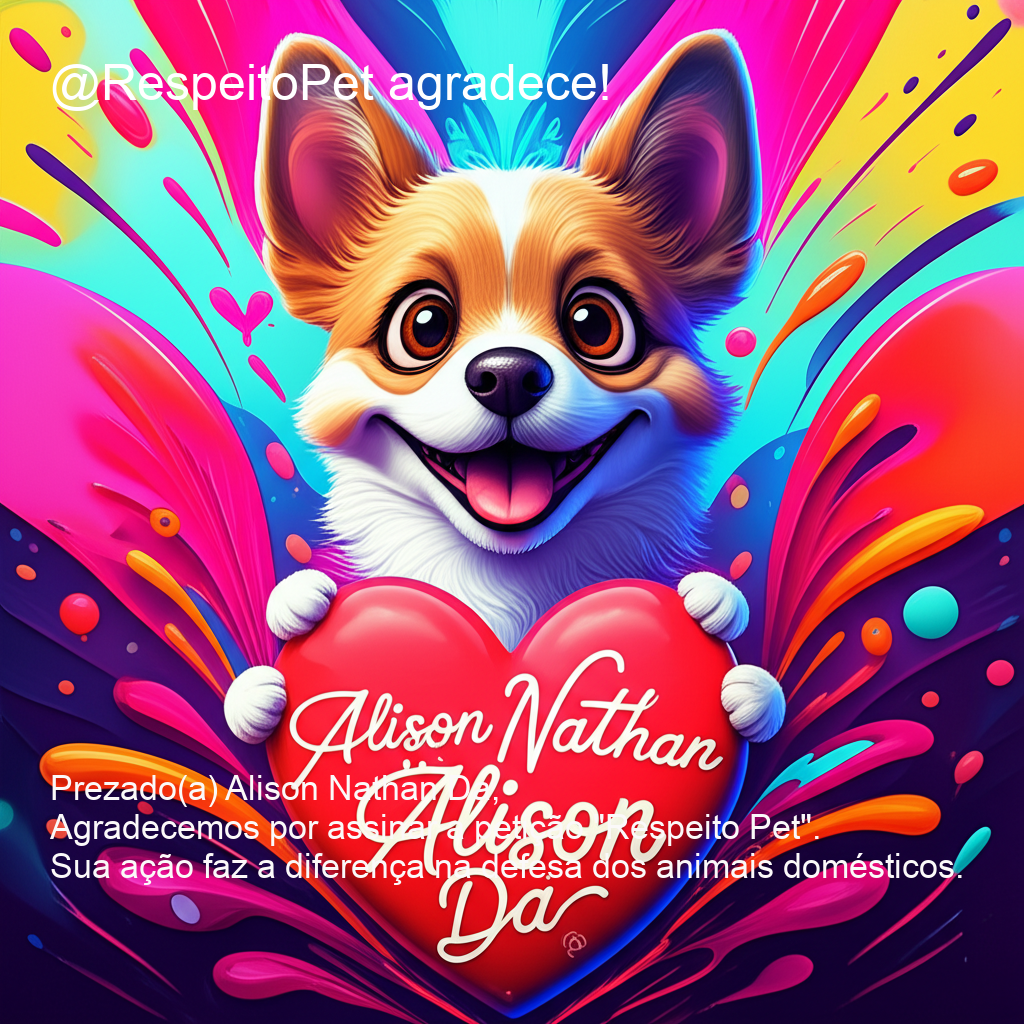 @RespeitoPet agradece!
Alison Nathan
Alison
Da
Prezado(a) Alison Nathan Da,
Agradecemos por assinar a petição "Respeito Pet".
Sua ação faz a diferença na defesa dos animais domésticos.